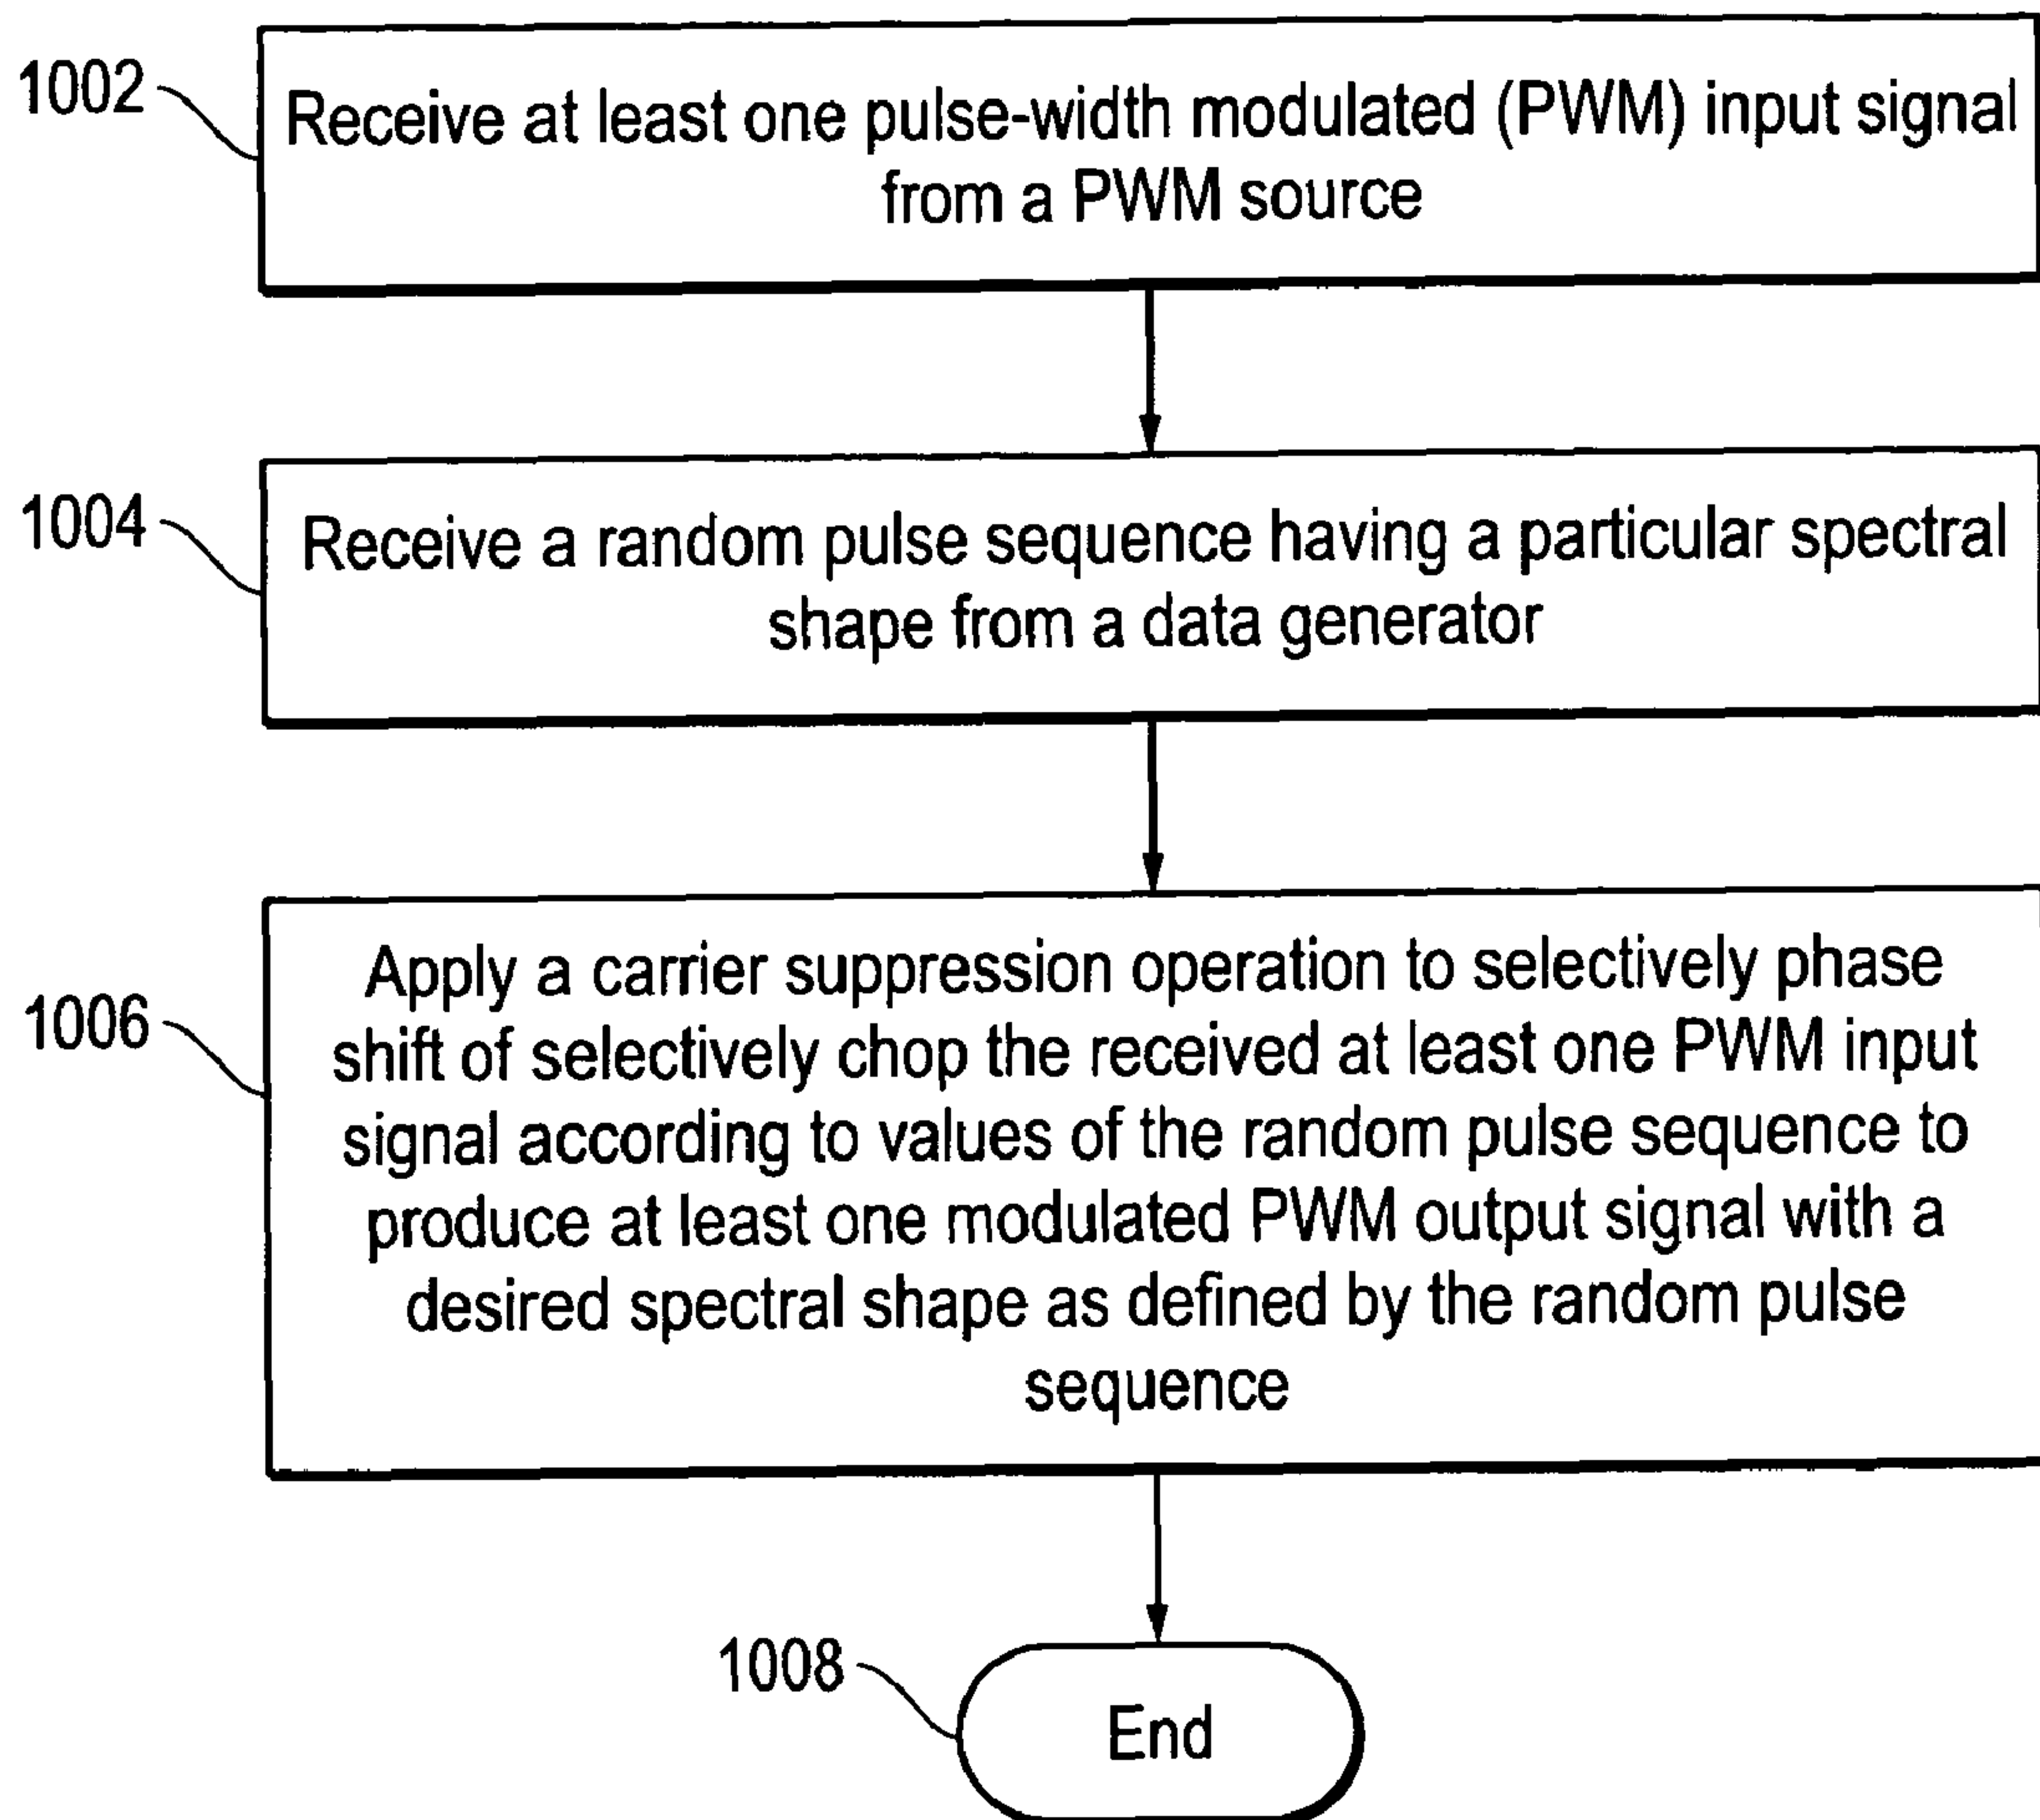 1002
Receive at least one pulse-width modulated (PWM) input signal
from a PWM source
1004
Receive a random pulse sequence having a particular spectral
shape from a data generator
1006
Apply a carrier suppression operation to selectively phase
shift of selectively chop the received at least one PWM input
signal according to values of the random pulse sequence to
produce at least one modulated PWM output signal with a
desired spectral shape as defined by the random pulse
sequence
1008
End